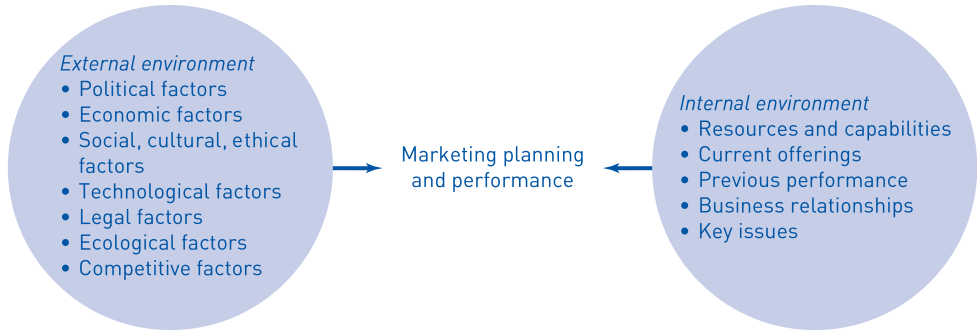 External environment
• Political factors
• Economic factors
• Social, cultural, ethical
factors
• Technological factors
• Legal factors
• Ecological factors
• Competitive factors
Marketing planning
and performance
Internal environment
• Resources and capabilities
• Current offerings
• Previous performance
• Business relationships
• Key issues